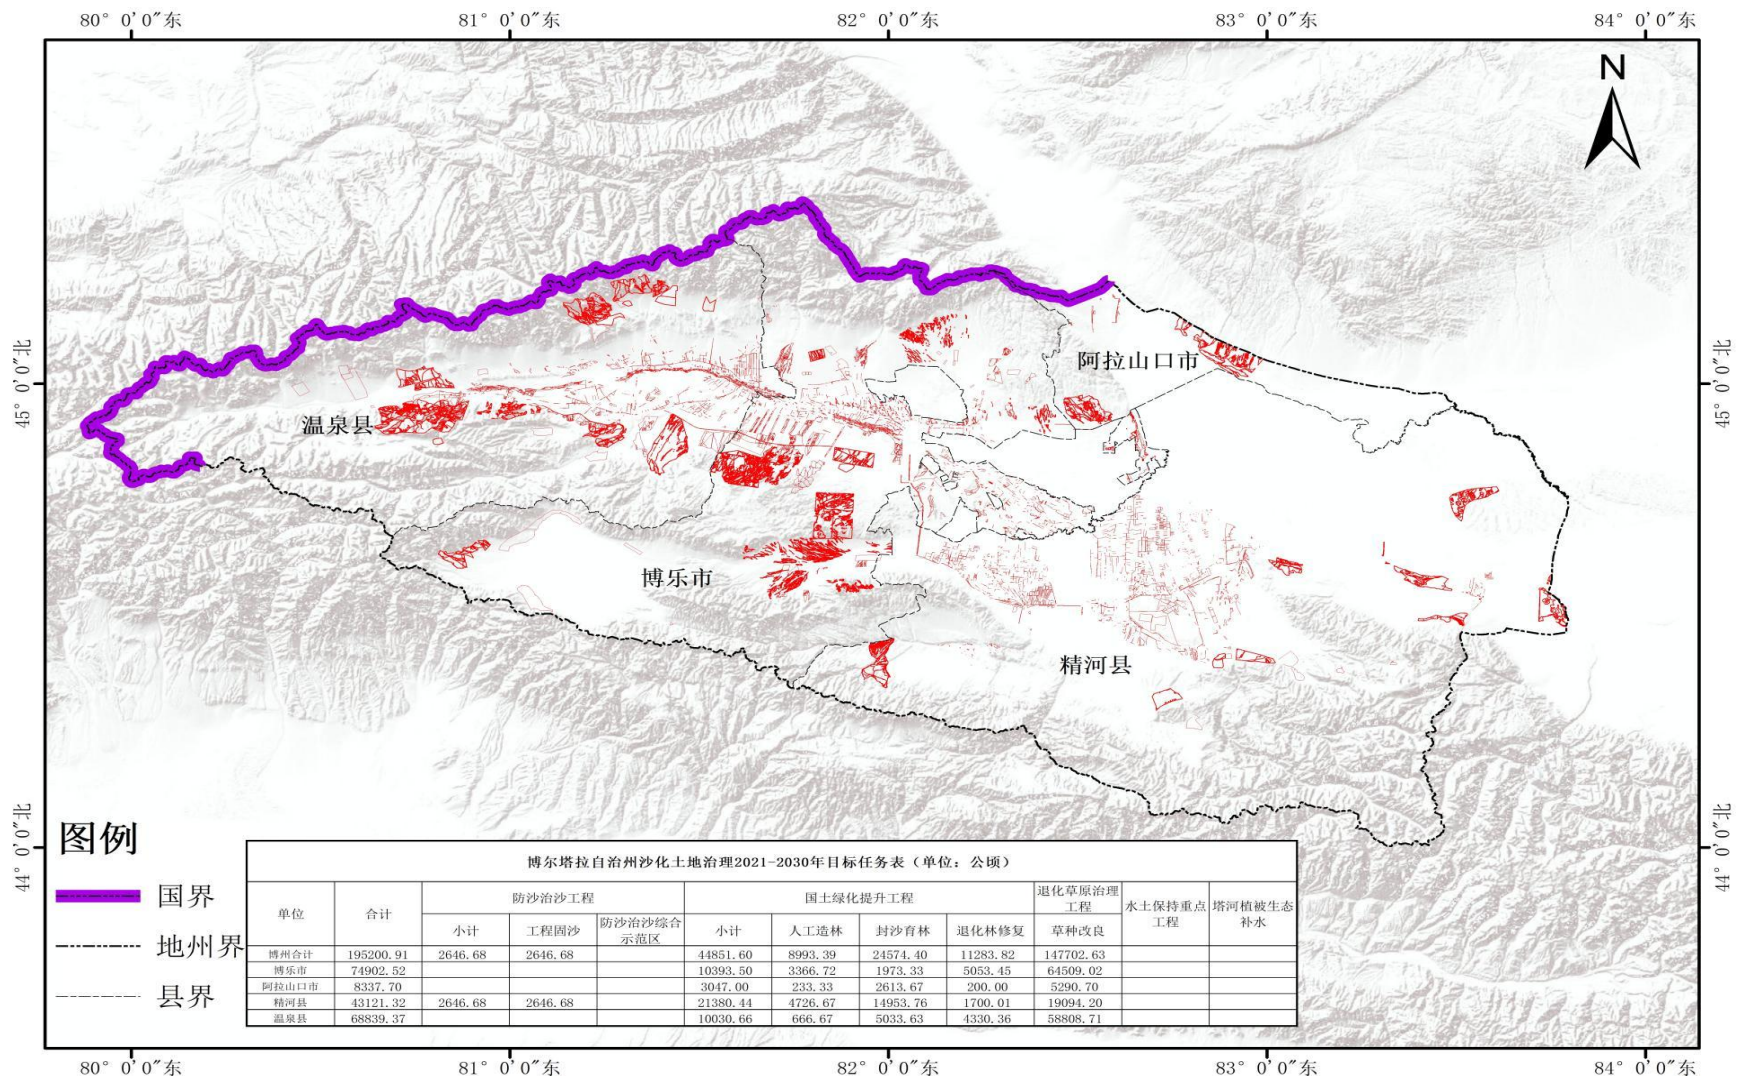 80° 0′0″东 81° 0′0″东 82° 0′0″东 83° 0′0″东 84° 0′0″东
N
45° 0′0″北 45° 0′0″北
阿拉山口市
温泉县
博乐市
精河县
44° 0′0″北 44° 0′0″北
图例
国界
地州界
县界
博尔塔拉自治州沙化土地治理2021-2030年目标任务表（单位：公顷）
单位 合计 防沙治沙工程 国土绿化提升工程 退化草原治理工程 水土保持重点工程 塔河植被生态补水
小计 工程固沙 防沙治沙综合示范区 小计 人工造林 封沙育林 退化林修复 草种改良
博州合计 195200.91 2646.68 2646.68 44851.60 8993.39 24574.40 11283.82 147702.63
博乐市 74902.52 10393.50 3366.72 1973.33 5053.45 64509.02
阿拉山口市 8337.70 3047.00 233.33 2613.67 200.00 5290.70
精河县 43121.32 2646.68 2646.68 21380.44 4726.67 14953.76 1700.01 19094.20
温泉县 68839.37 10030.66 666.67 5033.63 4330.36 58808.71
80° 0′0″东 81° 0′0″东 82° 0′0″东 83° 0′0″东 84° 0′0″东